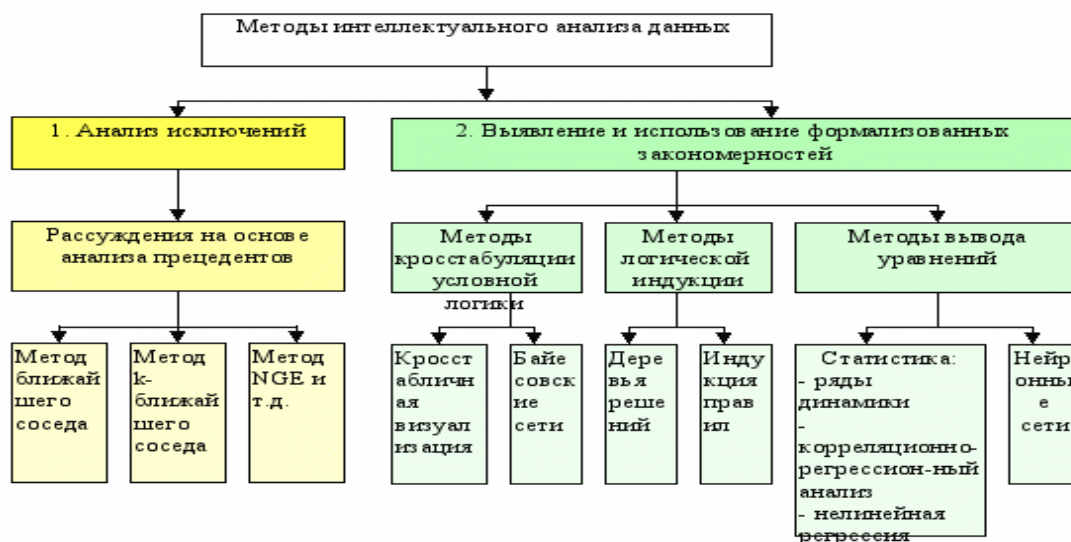 Методы интеллектуального анализа данных
1. Анализ исключений
2. Выявление и использование формализованных
закономерностей
Рассуждения на основе
анализа прецедентов
Методы
кросстабуляции
условной
логики
Методы
логической
индукции
Методы вывода
уравнений
Метод
ближай
шего
соседа
Метод
k-
ближай
шего
соседа
Метод
NGE и
т.д.
Кросст
абличн
ая
визуал
изация
Байе
совск
ие
сети
Дере
вья
реше
ний
Инду
кция
прав
ил
Статистика:
- ряды
динамики
-
корреляционно-
регрессион-ный
анализ
- нелинейная
регрессия
Нейр
онны
е
сети